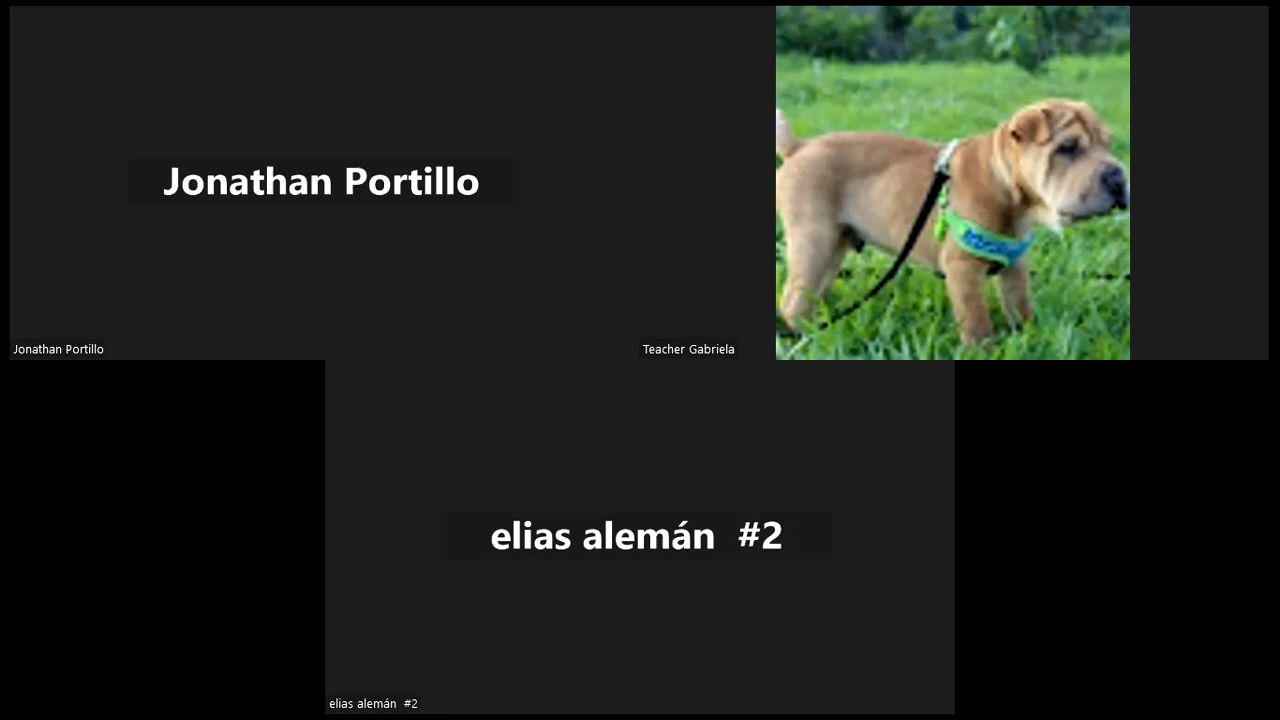 Jonathan Portillo
Jonathan Portillo
Teacher Gabriela
elias alemán #2
elias alemán #2